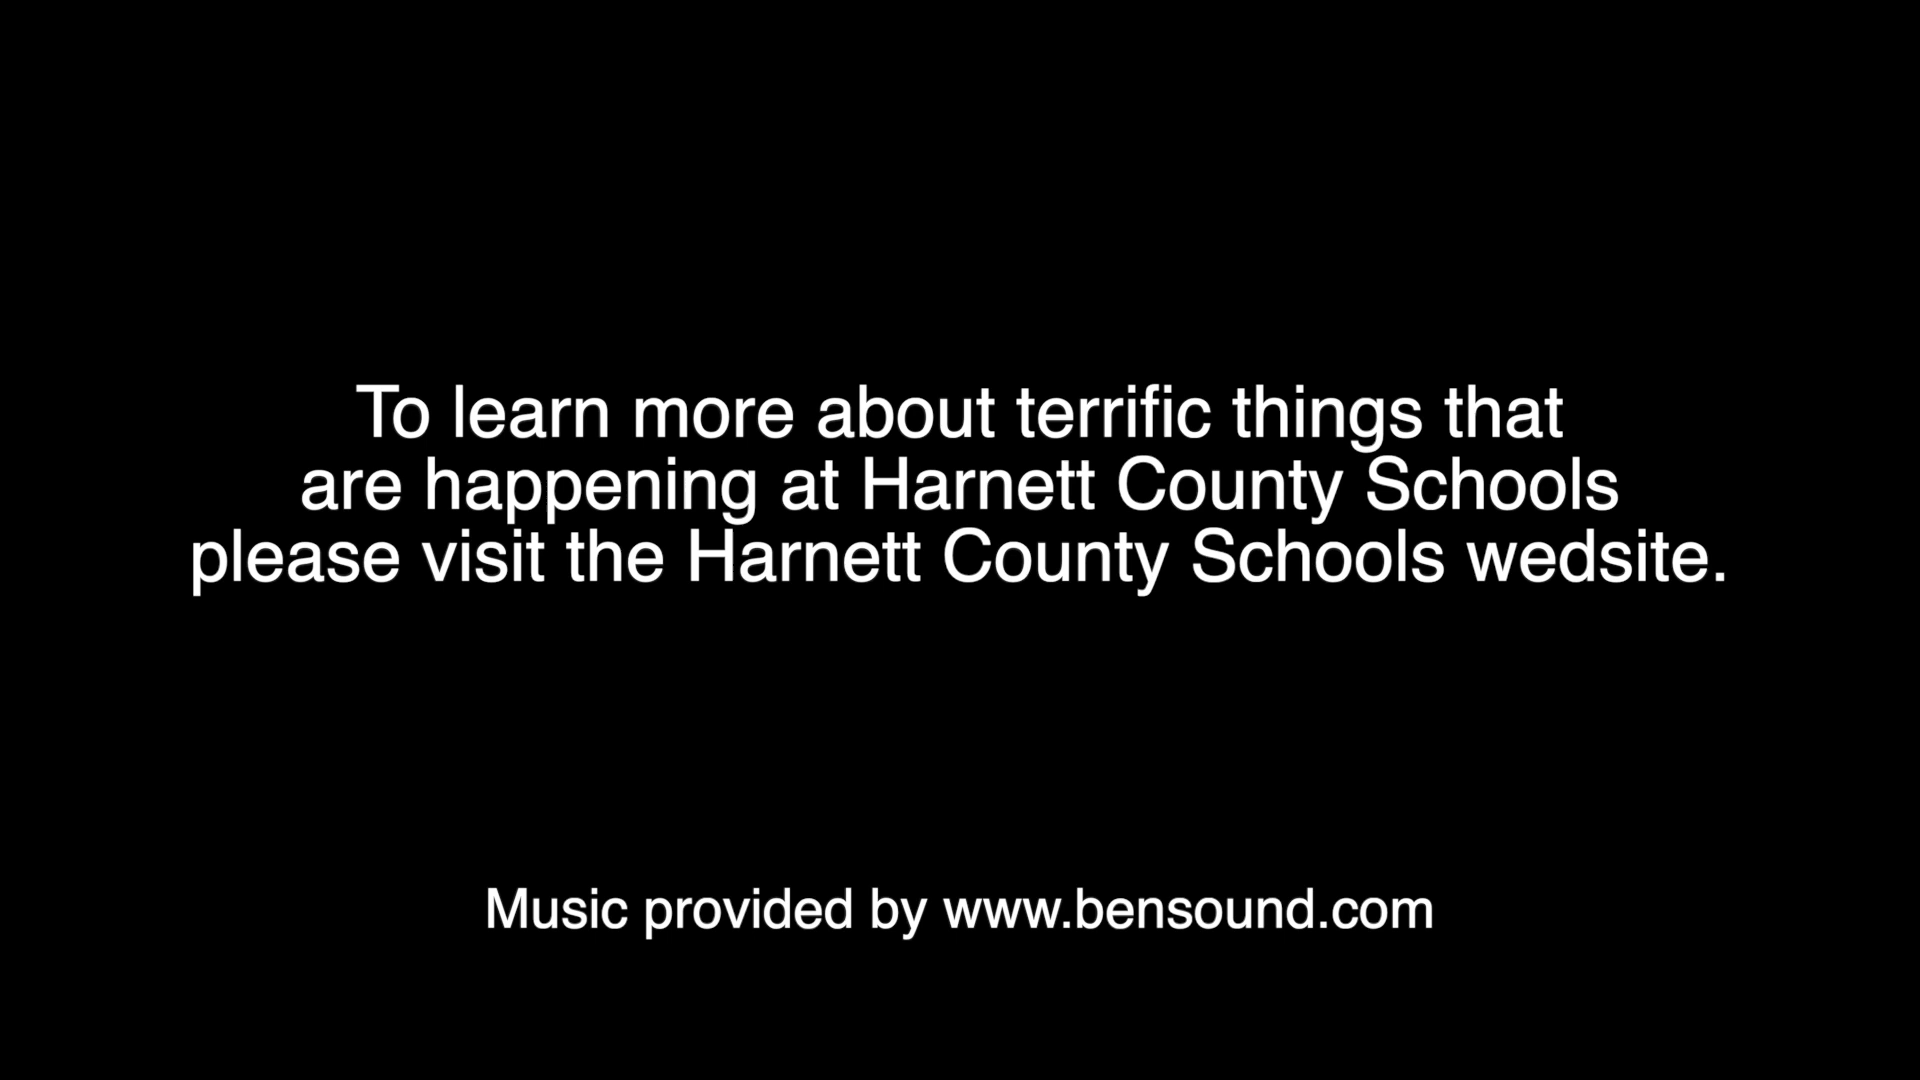 To learn more about terrific things that
are happening at Harnett County Schools
please visit the Harnett County Schools wedsite.
Music provided by www.bensound.com